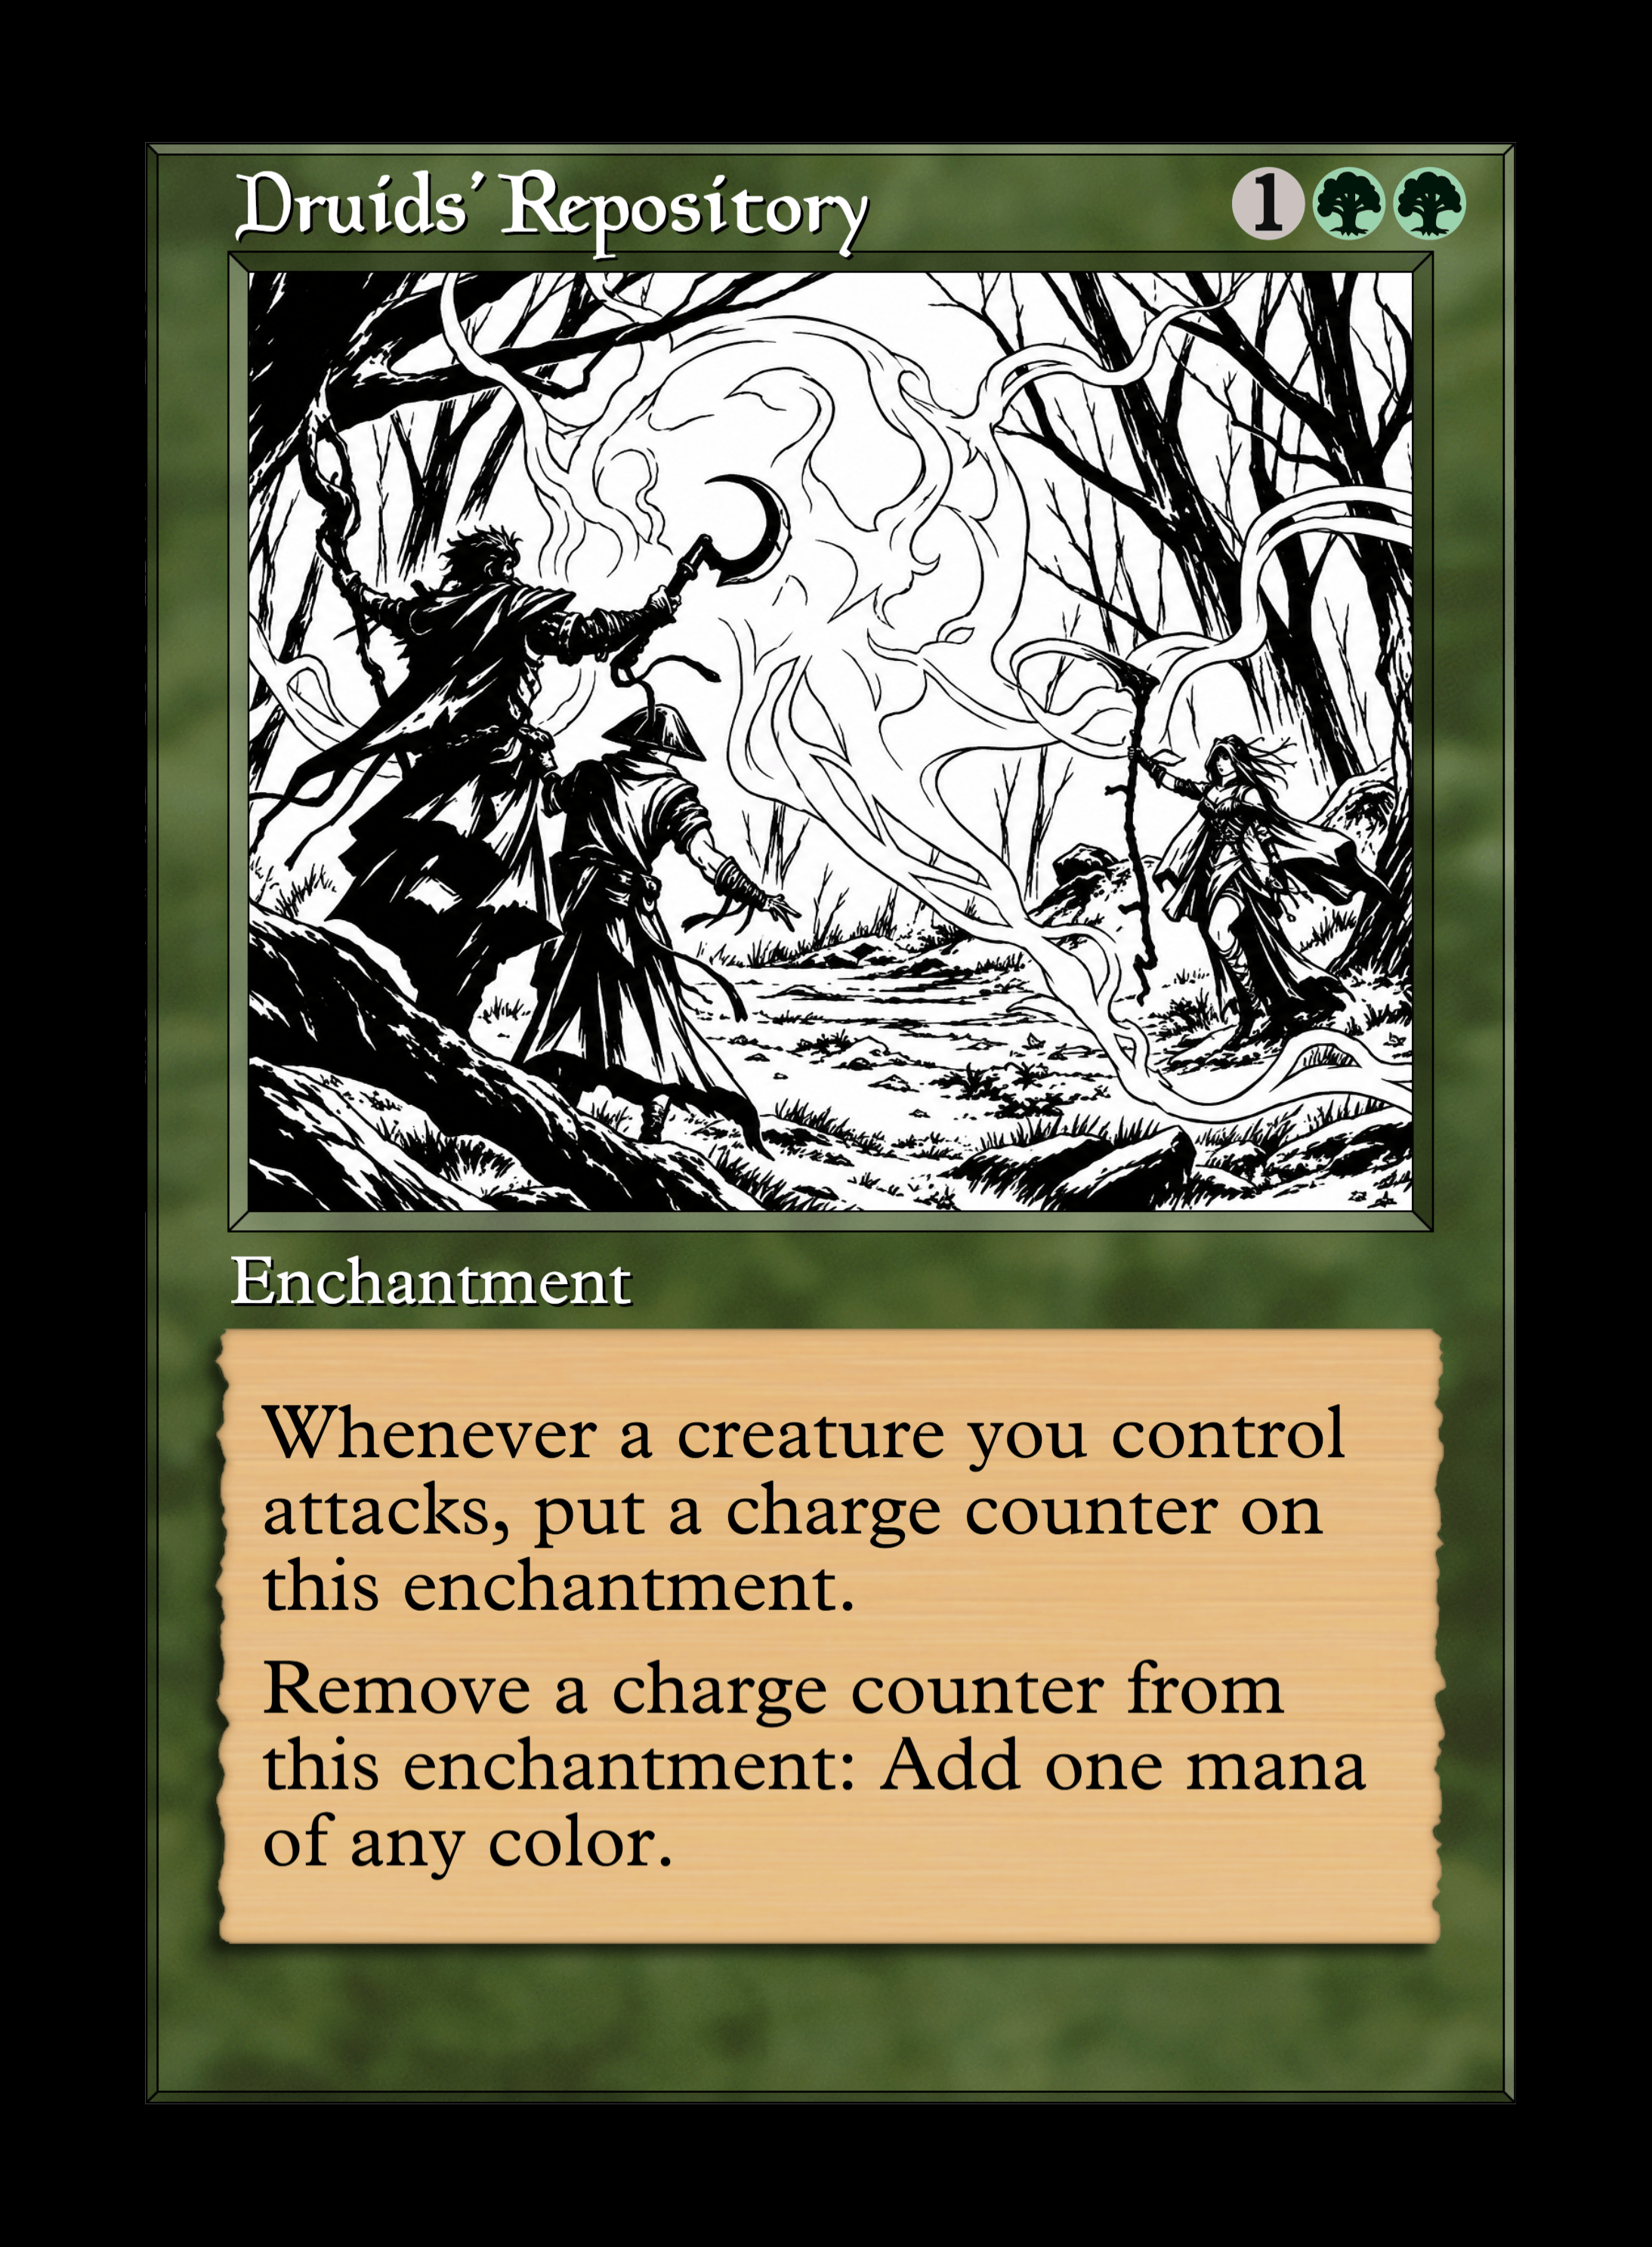 Druids' Repository 1
Enchantment
Whenever a creature you control
attacks, put a charge counter on
this enchantment.
Remove a charge counter from
this enchantment: Add one mana
of any color.